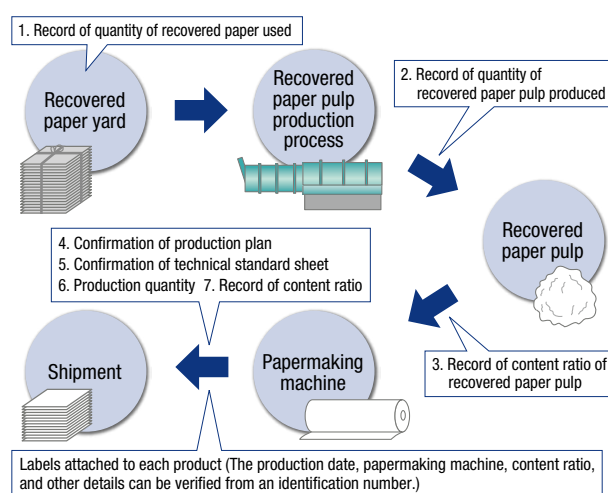 1. Record of quantity of recovered paper used
Recovered
paper yard
Recovered
paper pulp
production
process
2. Record of quantity of
recovered paper pulp produced
Recovered
paper pulp
3. Record of content ratio of
recovered paper pulp
4. Confirmation of production plan
5. Confirmation of technical standard sheet
6. Production quantity 7. Record of content ratio
Papermaking
machine
Shipment
Labels attached to each product (The production date, papermaking machine, content ratio,
and other details can be verified from an identification number.)